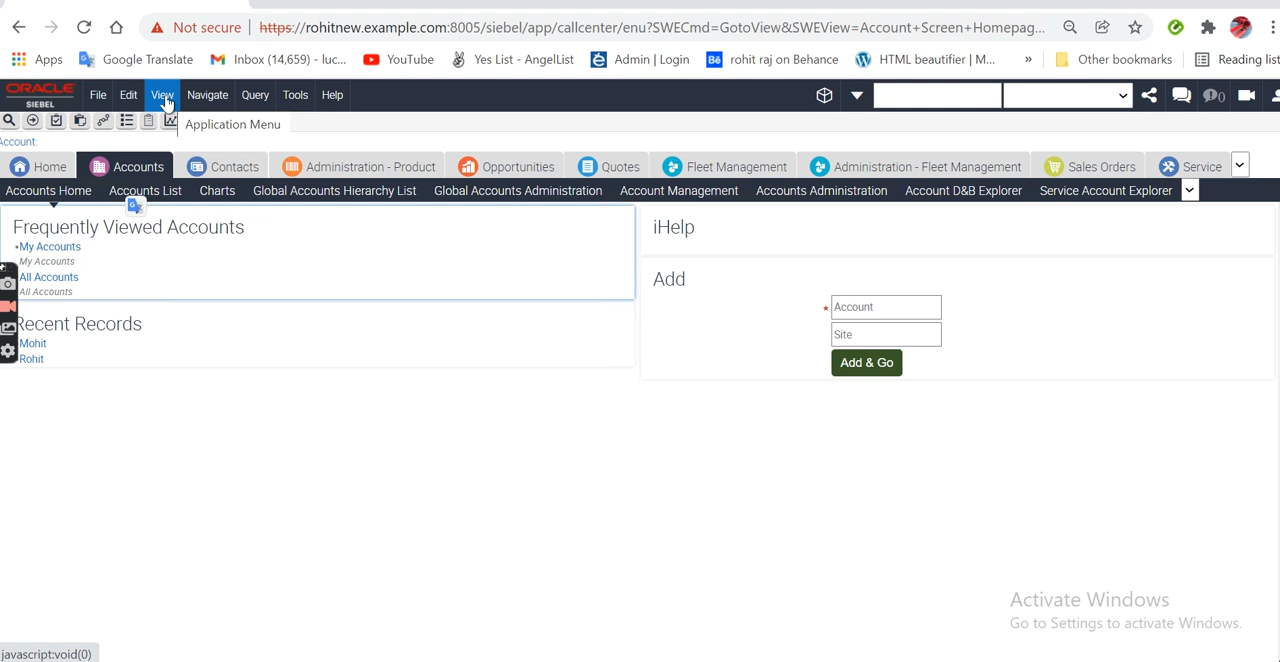 Not secure https://rohitnew.example.com:8005/siebel/app/callcenter/enu?SWECmd=GotoView&SWEView=Account+Screen+Homepag...
Apps Google Translate Inbox (14,659) - luc... YouTube Yes List - AngelList Admin | Login rohit raj on Behance HTML beautifier | M... » Other bookmarks Reading list
ORACLE
SIEBEL
File Edit View Navigate Query Tools Help
Application Menu
Account:
Home Accounts Contacts Administration - Product Opportunities Quotes Fleet Management Administration - Fleet Management Sales Orders Service
Accounts Home Accounts List Charts Global Accounts Hierarchy List Global Accounts Administration Account Management Accounts Administration Account D&B Explorer Service Account Explorer
Frequently Viewed Accounts
My Accounts
My Accounts
All Accounts
All Accounts
Recent Records
Mohit
Rohit
iHelp
Add
* Account
Site
Add & Go
Activate Windows
Go to Settings to activate Windows.
javascript:void(0)